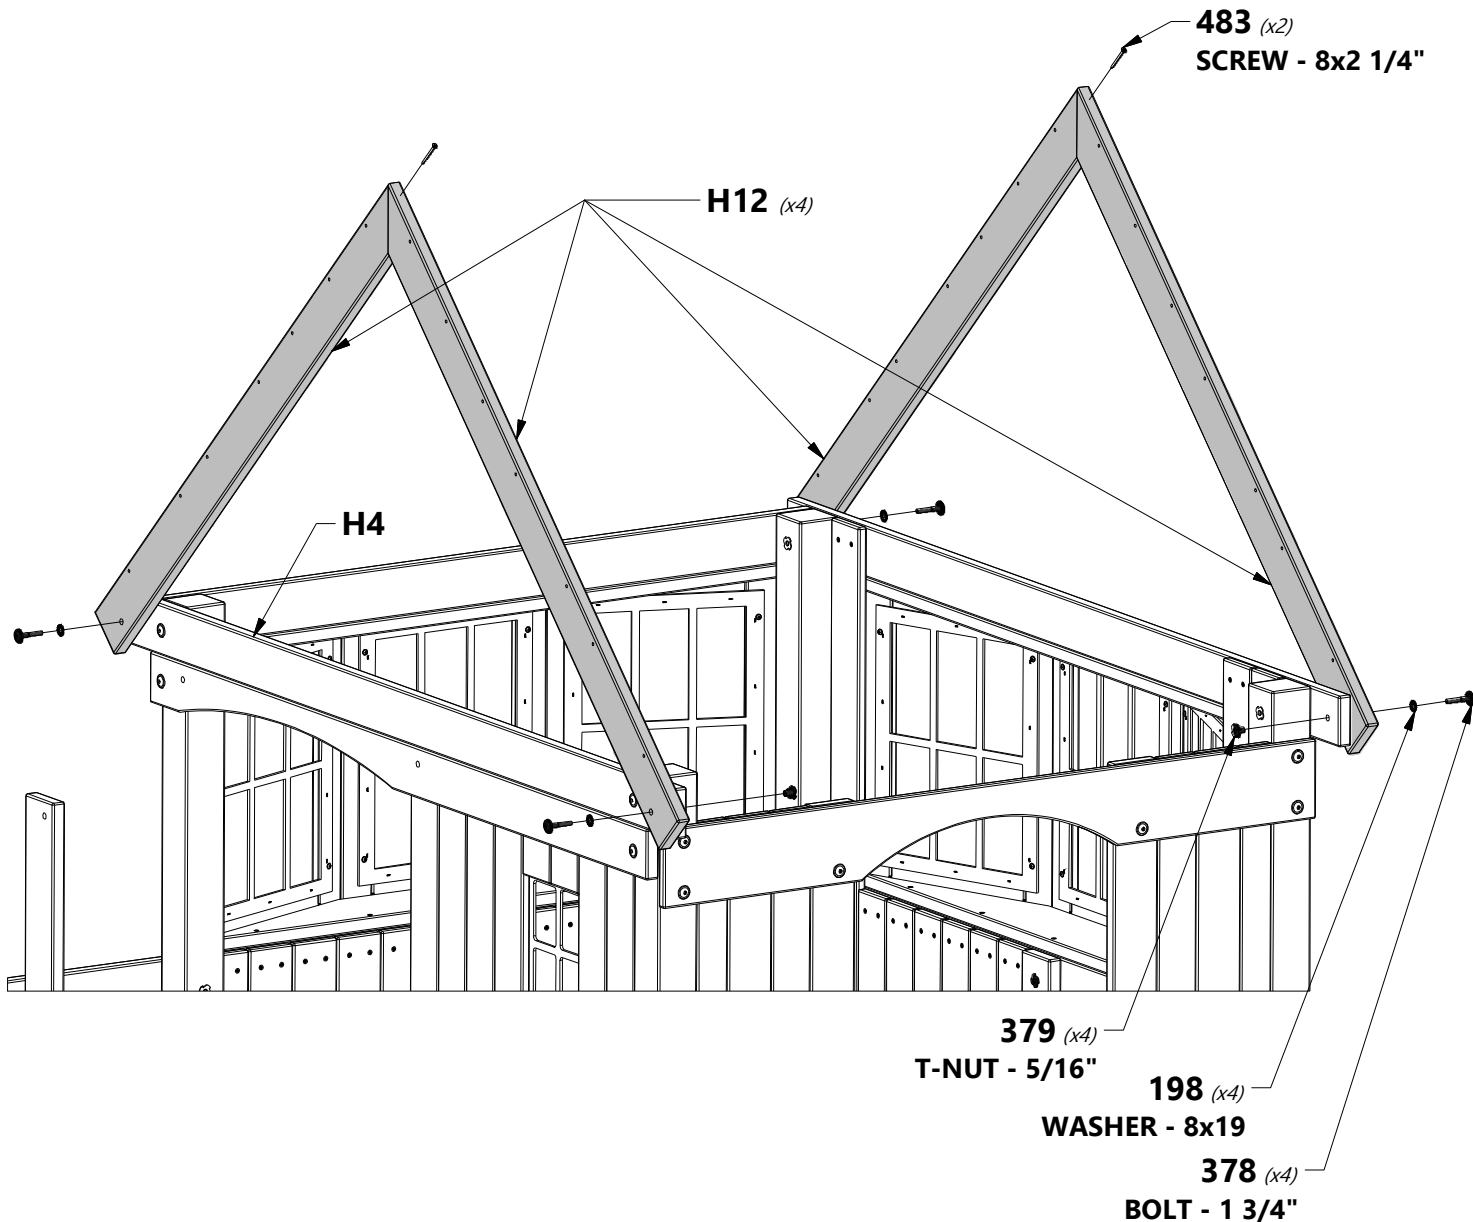 483 (x2)
SCREW - 8x2 1/4"
H12 (x4)
H4
379 (x4)
T-NUT - 5/16"
198 (x4)
WASHER - 8x19
378 (x4)
BOLT - 1 3/4"